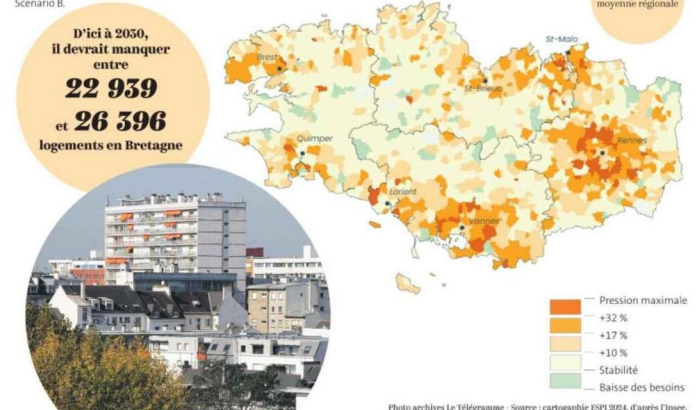 Scénario B.
moyenne régionale
D'ici à 2030,
il devrait manquer
entre
22 939
et 26 396
logements en Bretagne
St-Malo
Brest
St-Brieuc
Quimper
Rennes
Lorient
Vannes
Pression maximale
+32 %
+17 %
+10 %
Stabilité
Baisse des besoins
Photo archives Le Télégramme - Source : cartographie ESPI 2024, d'après l'Insee.